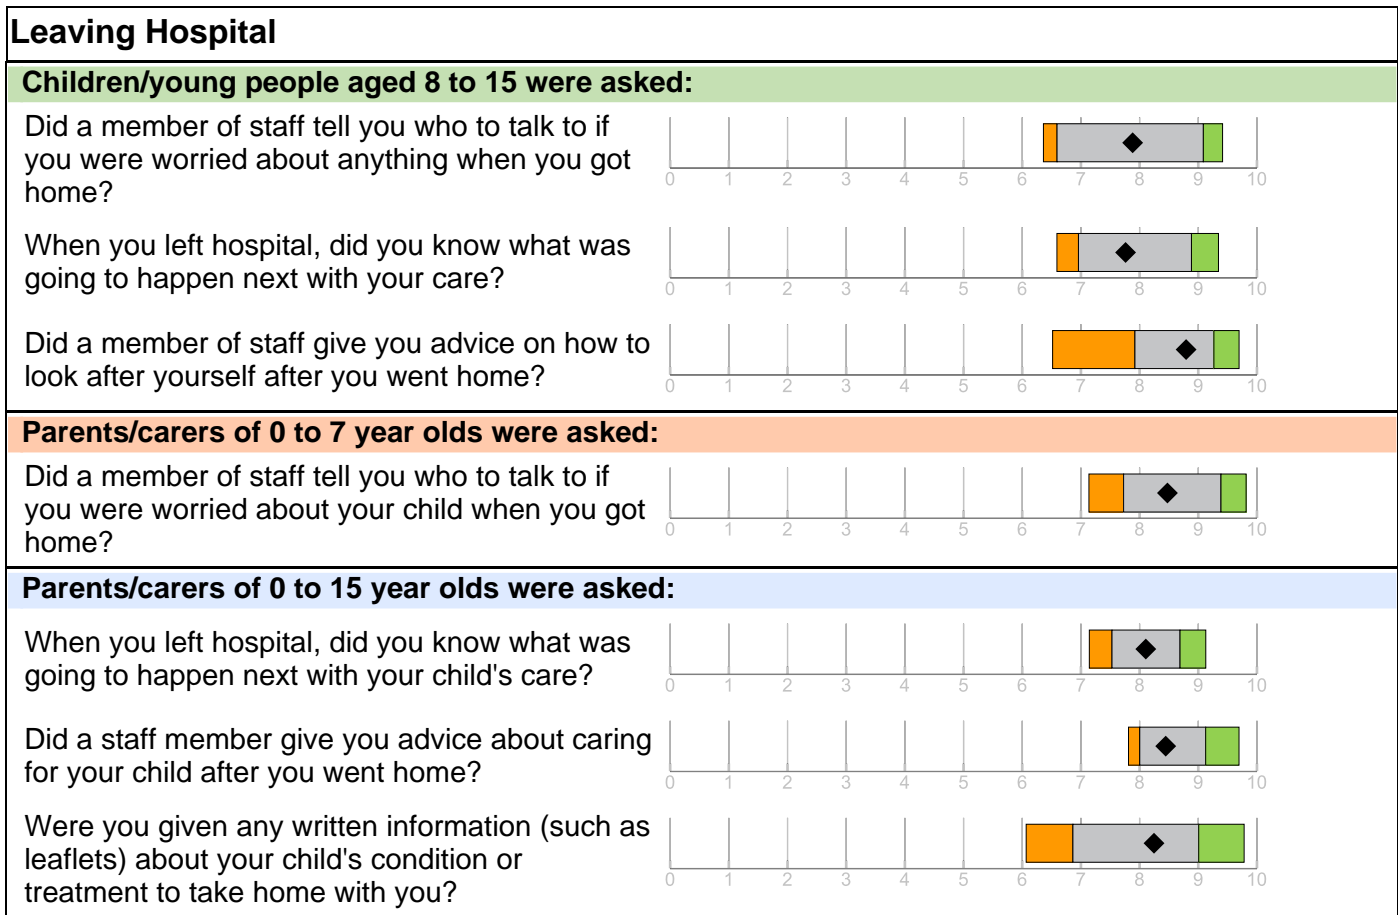 Leaving Hospital
Children/young people aged 8 to 15 were asked:
Did a member of staff tell you who to talk to if
you were worried about anything when you got
home?
0 1 2 3 4 5 6 7 8 9 10
When you left hospital, did you know what was
going to happen next with your care?
0 1 2 3 4 5 6 7 8 9 10
Did a member of staff give you advice on how to
look after yourself after you went home?
0 1 2 3 4 5 6 7 8 9 10
Parents/carers of 0 to 7 year olds were asked:
Did a member of staff tell you who to talk to if
you were worried about your child when you got
home?
0 1 2 3 4 5 6 7 8 9 10
Parents/carers of 0 to 15 year olds were asked:
When you left hospital, did you know what was
going to happen next with your child's care?
0 1 2 3 4 5 6 7 8 9 10
Did a staff member give you advice about caring
for your child after you went home?
0 1 2 3 4 5 6 7 8 9 10
Were you given any written information (such as
leaflets) about your child's condition or
treatment to take home with you?
0 1 2 3 4 5 6 7 8 9 10